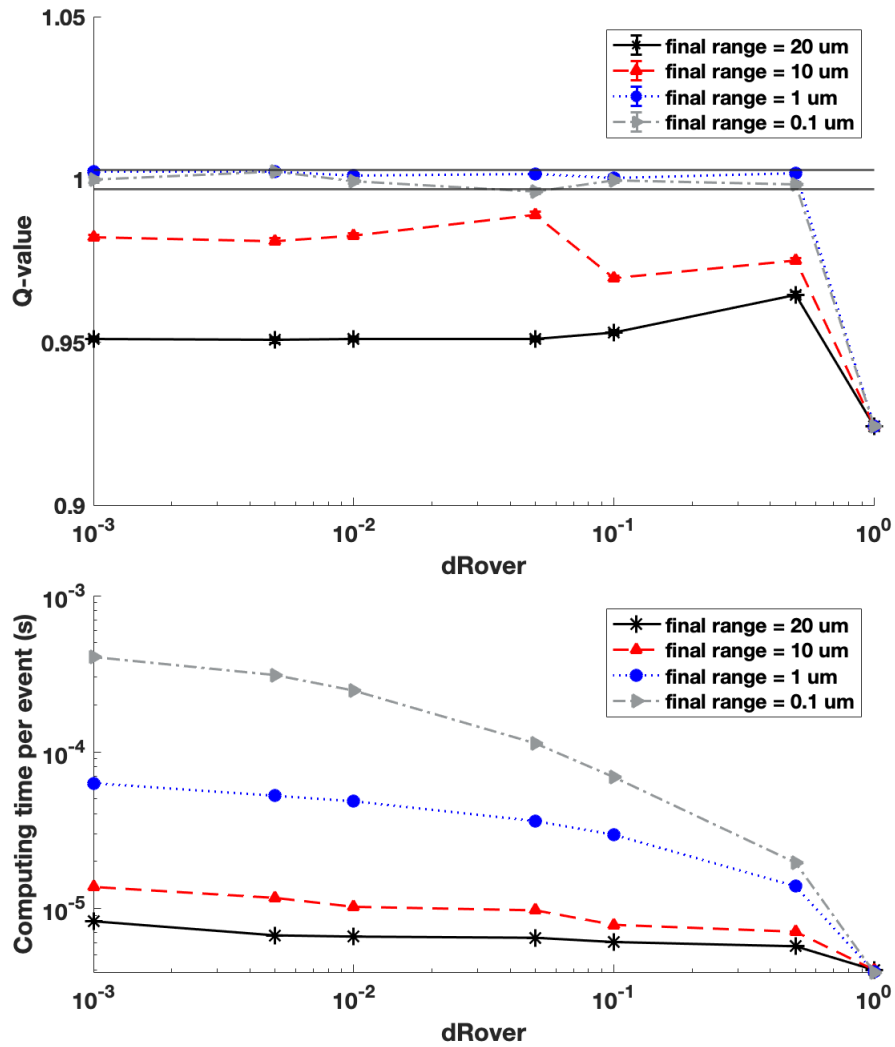 1.05
final range = 20 um
final range = 10 um
final range = 1 um
final range = 0.1 um
1
Q-value
0.95
0.9
10^-3
10^-2
10^-1
10^0
dRover
10^-3
final range = 20 um
final range = 10 um
final range = 1 um
final range = 0.1 um
10^-4
Computing time per event (s)
10^-5
10^-3
10^-2
10^-1
10^0
dRover